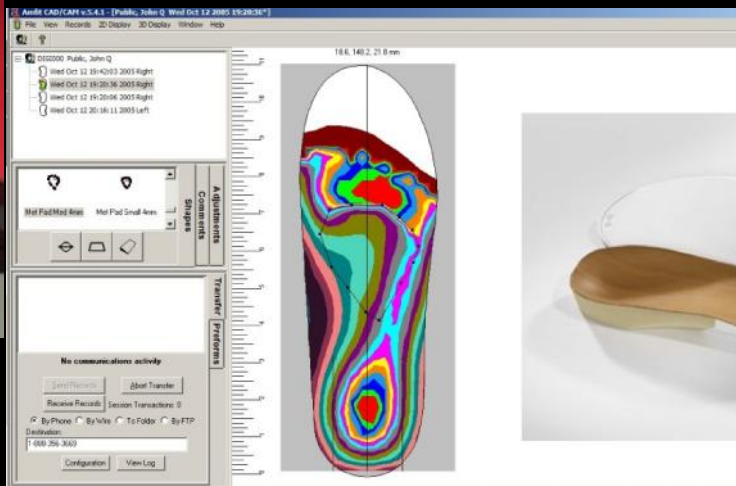 Amfit CAD/CAM v.5.4.1 - [Public, John Q Wed Oct 12 2005 19:20:36*]
File View Records 2D Display 3D Display Window Help
18.6, 148.2, 21.8 mm
DIGI000 Public, John Q
Wed Oct 12 19:42:03 2005 Right
Wed Oct 12 19:20:36 2005 Right
Wed Oct 12 19:20:06 2005 Right
Wed Oct 12 20:16:11 2005 Left
Met Pad Med 4mm Met Pad Small 4mm
Shapes
Comments
Adjustments
Transfer
Preforms
No communications activity
Send Records Abort Transfer
Receive Records Session Transactions: 0
By Phone By Wire To Folder By FTP
Destination:
1-888-356-3669
Configuration View Log